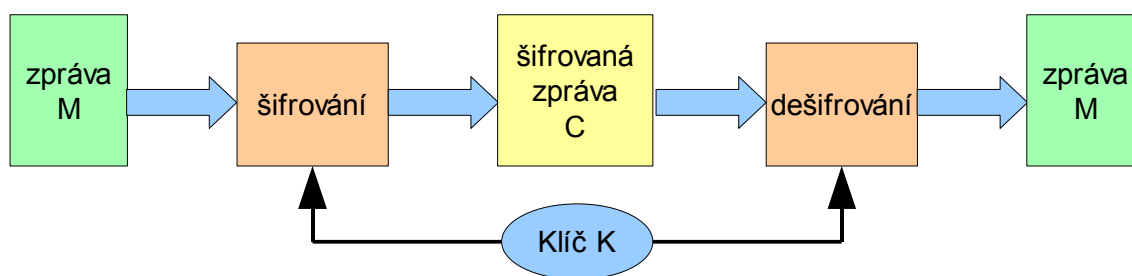 zpráva
M
šifrování
šifrovaná
zpráva
C
dešifrování
zpráva
M
Klíč K